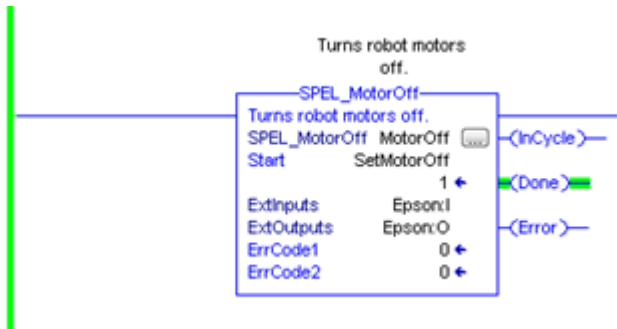 Turns robot motors
off.
SPEL_MotorOff
Turns robot motors off.
SPEL_MotorOff MotorOff ... (InCycle)
Start SetMotorOff
1 (Done)
ExtInputs Epson:I
ExtOutputs Epson:O (Error)
ErrCode1 0
ErrCode2 0